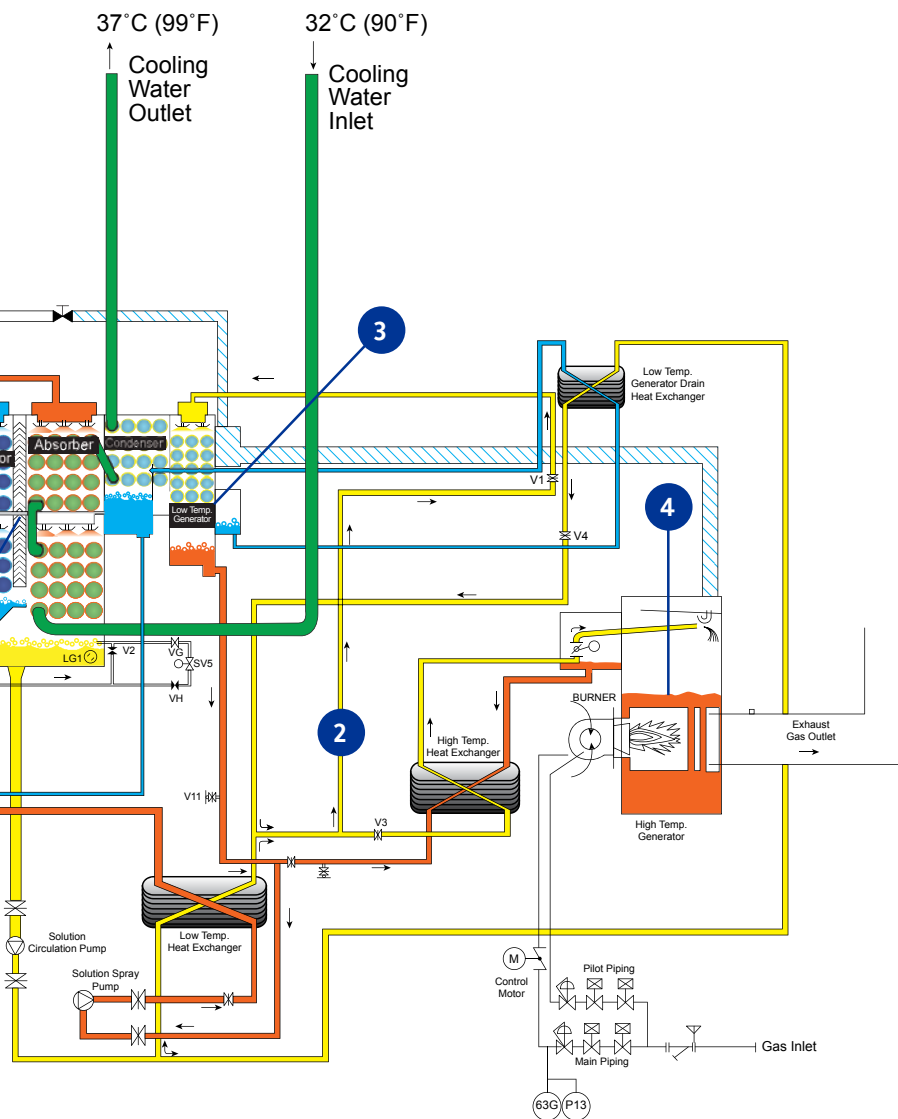 37˚C (99˚F)
32˚C (90˚F)
Cooling
Water
Outlet
Cooling
Water
Inlet
3
Low Temp.
Generator Drain
Heat Exchanger
or
Absorber
Condenser
V1
4
Low Temp.
Generator
V4
V2
VG
LG1
SV5
VH
BURNER
2
High Temp.
Heat Exchanger
Exhaust
Gas Outlet
V11
V3
High Temp.
Generator
Low Temp.
Heat Exchanger
Solution
Circulation Pump
Solution Spray
Pump
M
Control
Motor
Pilot Piping
Main Piping
Gas Inlet
63G
P13